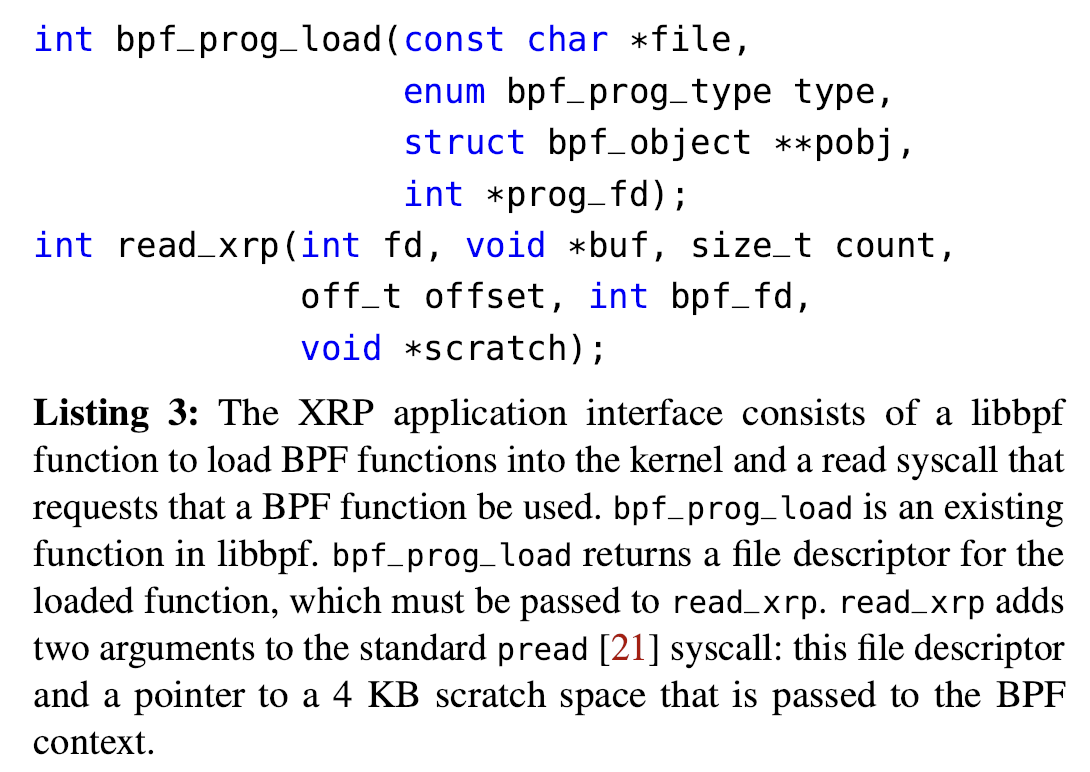 int bpf_prog_load(const char *file,
enum bpf_prog_type type,
struct bpf_object **pobj,
int *prog_fd);
int read_xrp(int fd, void *buf, size_t count,
off_t offset, int bpf_fd,
void *scratch);
Listing 3: The XRP application interface consists of a libbpf
function to load BPF functions into the kernel and a read syscall that
requests that a BPF function be used. bpf_prog_load is an existing
function in libbpf. bpf_prog_load returns a file descriptor for the
loaded function, which must be passed to read_xrp. read_xrp adds
two arguments to the standard pread [21] syscall: this file descriptor
and a pointer to a 4 KB scratch space that is passed to the BPF
context.